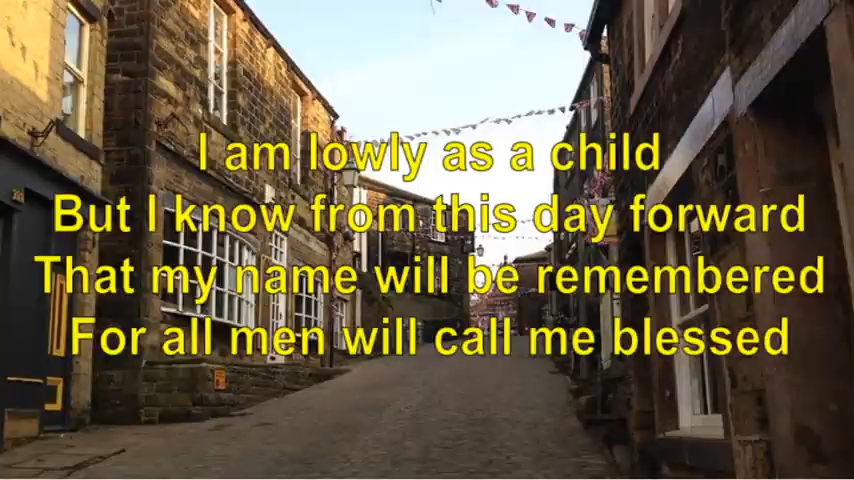 I am lowly as a child
But I know from this day forward
That my name will be remembered
For all men will call me blessed